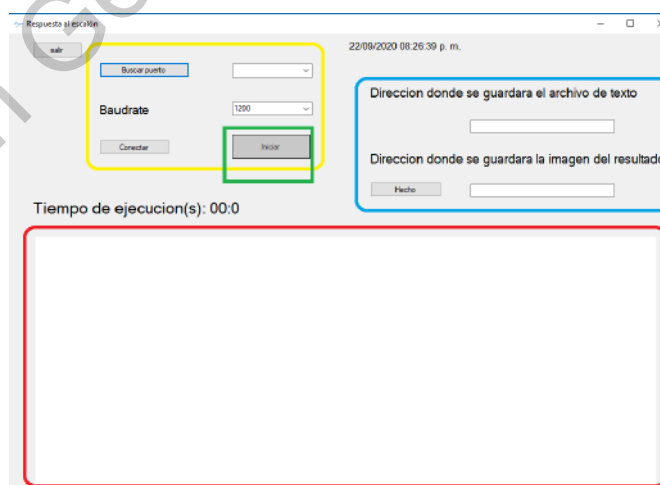 Respuesta al escalón
salir
22/09/2020 08:26:39 p. m.
Buscar puerto
Direccion donde se guardara el archivo de texto
Baudrate
1200
Conectar
Iniciar
Direccion donde se guardara la imagen del resultado
Hecho
Tiempo de ejecucion(s): 00:0